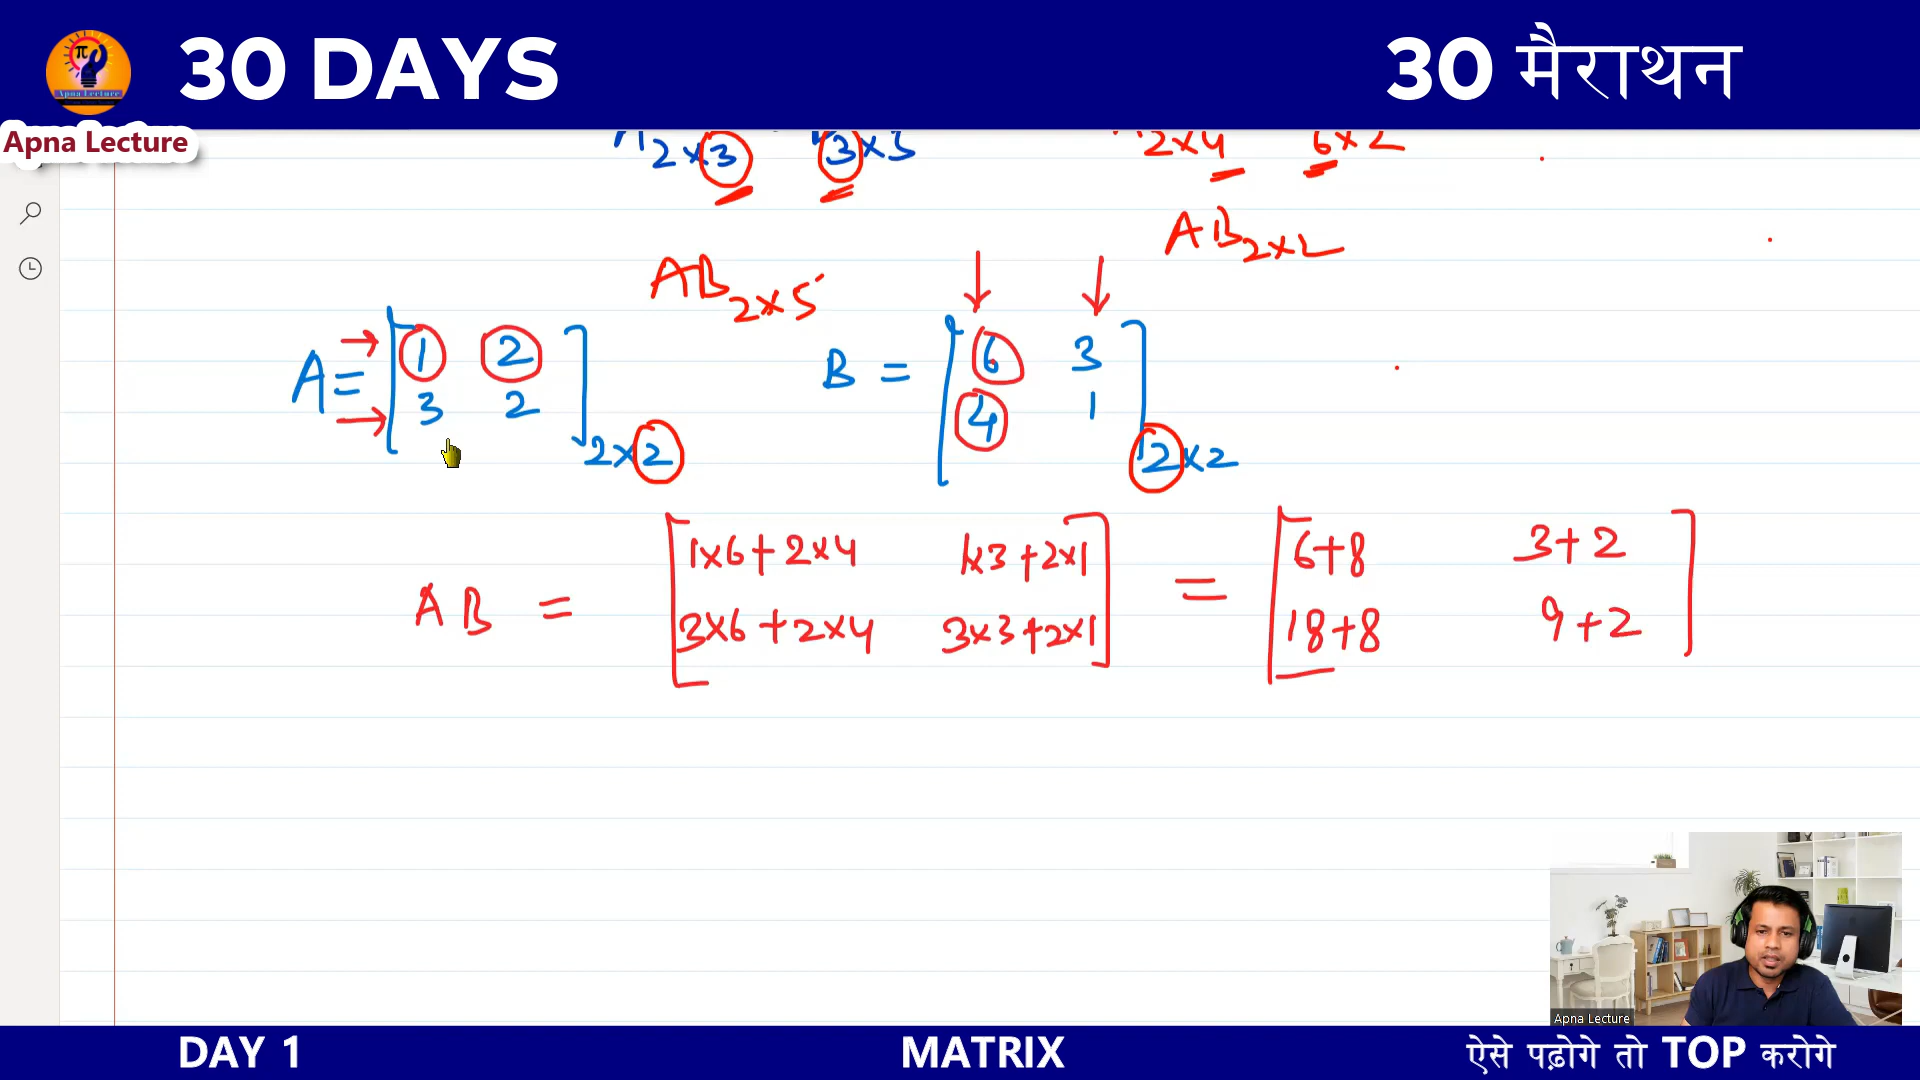 30 DAYS 30 मैराथन
Apna Lecture
2×3 3×3 2×4 6×2
AB2×2
AB2×5
A = [1 2 B = [6 3
3 2]2×2 4 1]2×2
AB = [1×6+2×4 1×3+2×1 = [6+8 3+2
3×6+2×4 3×3+2×1] 18+8 9+2]
Apna Lecture
DAY 1 MATRIX ऐसे पढ़ोगे तो TOP करोगे